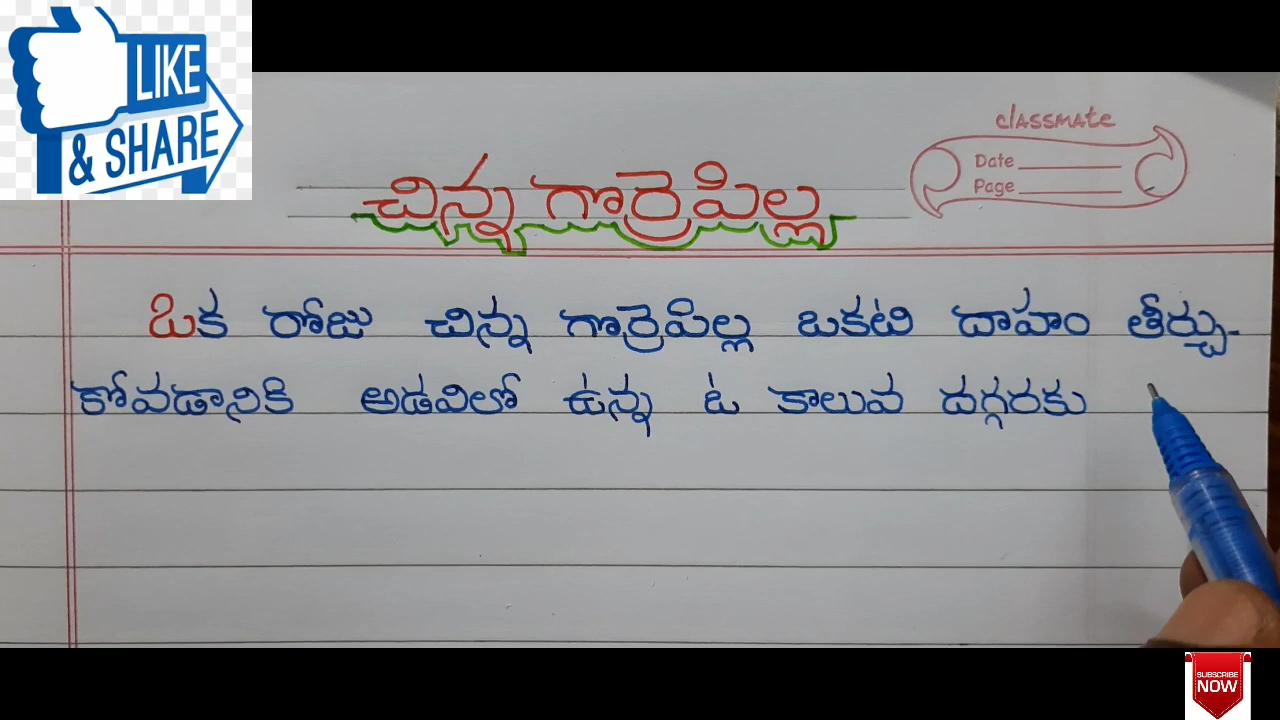 LIKE
& SHARE
classmate
Date
Page
చిన్న గొర్రెపిల్ల
ఒక రోజు చిన్న గొర్రెపిల్ల ఒకటి దాహం తీర్చు-
కోవడానికి అడవిలో ఉన్న ఓ కాలువ దగ్గరకు
SUBSCRIBE
NOW